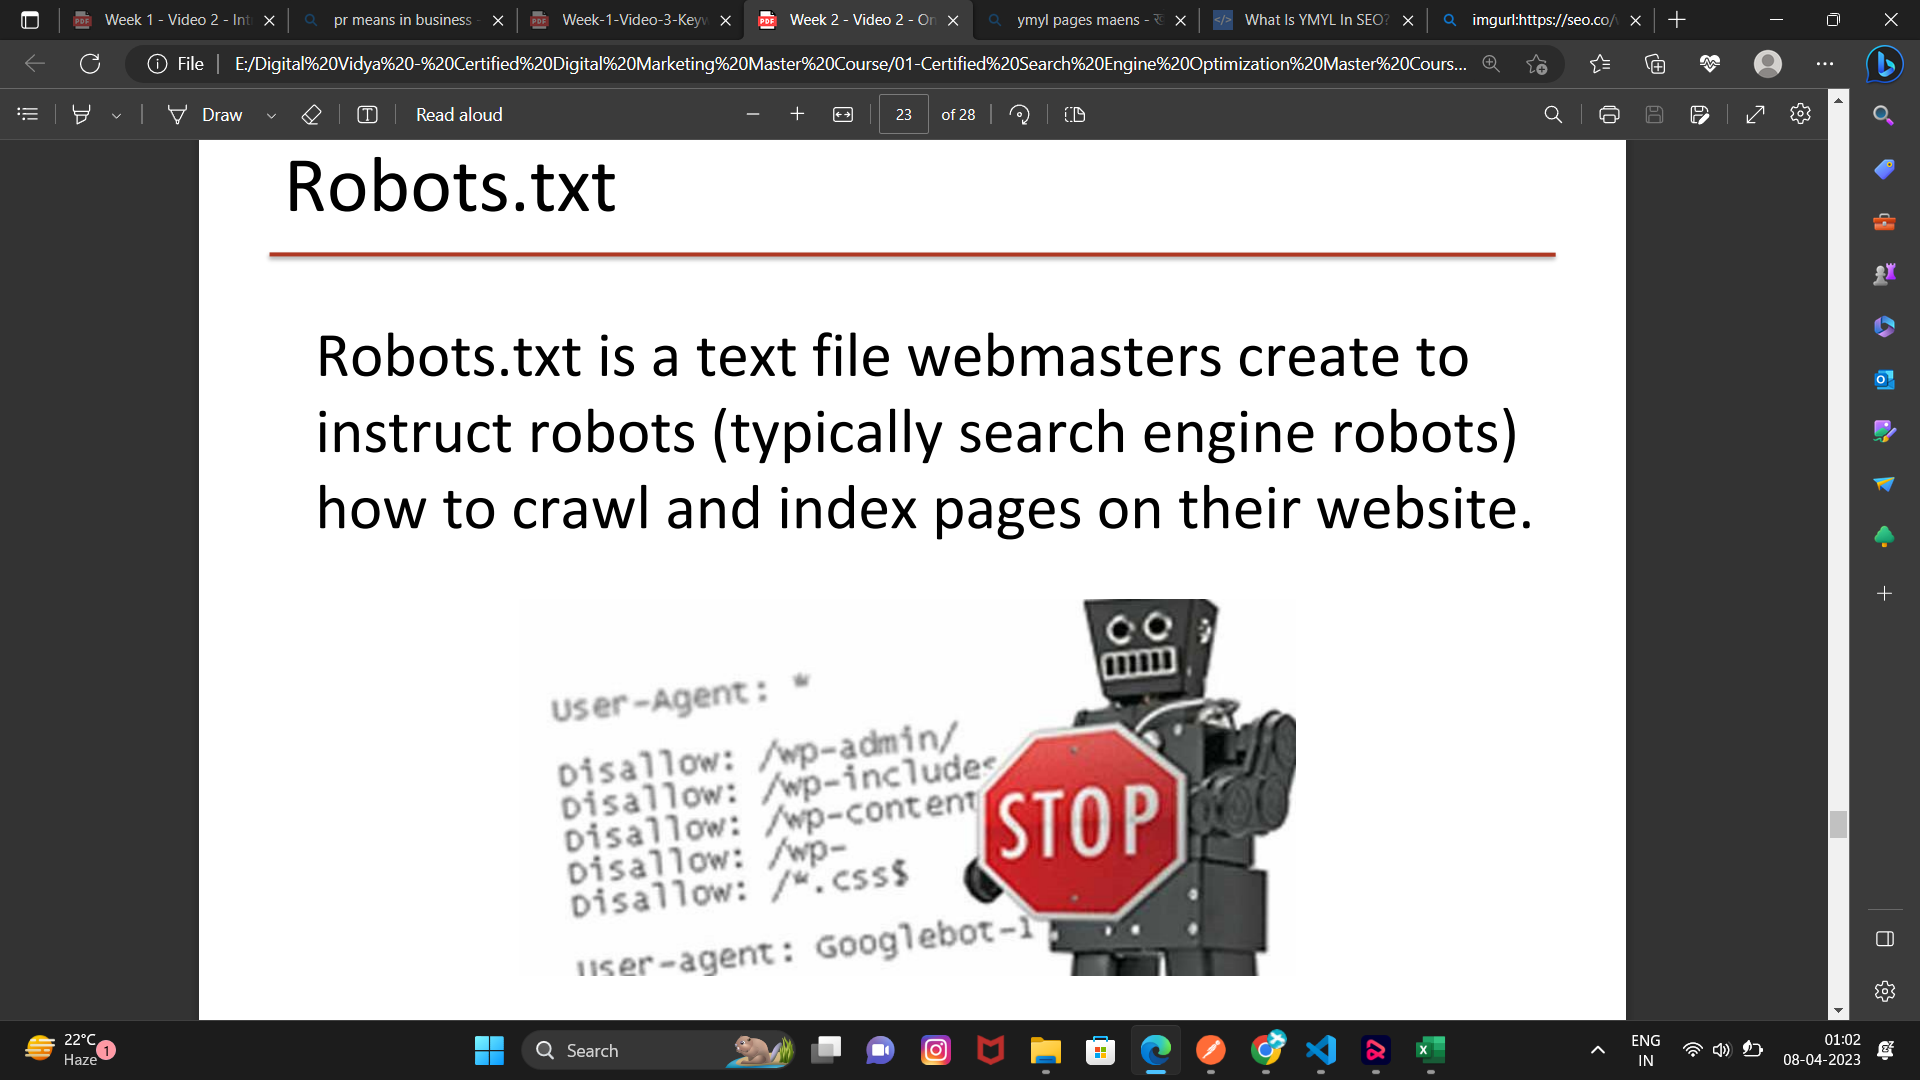 Week 1 - Video 2 - Int
pr means in business
Week-1-Video-3-Keyw
Week 2 - Video 2 - On
ymyl pages maens -
What Is YMYL In SEO?
imgurl:https://seo.co/
File
E:/Digital%20Vidya%20-%20Certified%20Digital%20Marketing%20Master%20Course/01-Certified%20Search%20Engine%20Optimization%20Master%20Cours...
Draw
Read aloud
23 of 28
Robots.txt
Robots.txt is a text file webmasters create to
instruct robots (typically search engine robots)
how to crawl and index pages on their website.
User-Agent: *
Disallow: /wp-admin/
Disallow: /wp-includes
Disallow: /wp-content
Disallow: /wp-
Disallow: /*.css$
User-agent: Googlebot-I
STOP
22°C
Haze
1
Search
ENG
IN
01:02
08-04-2023